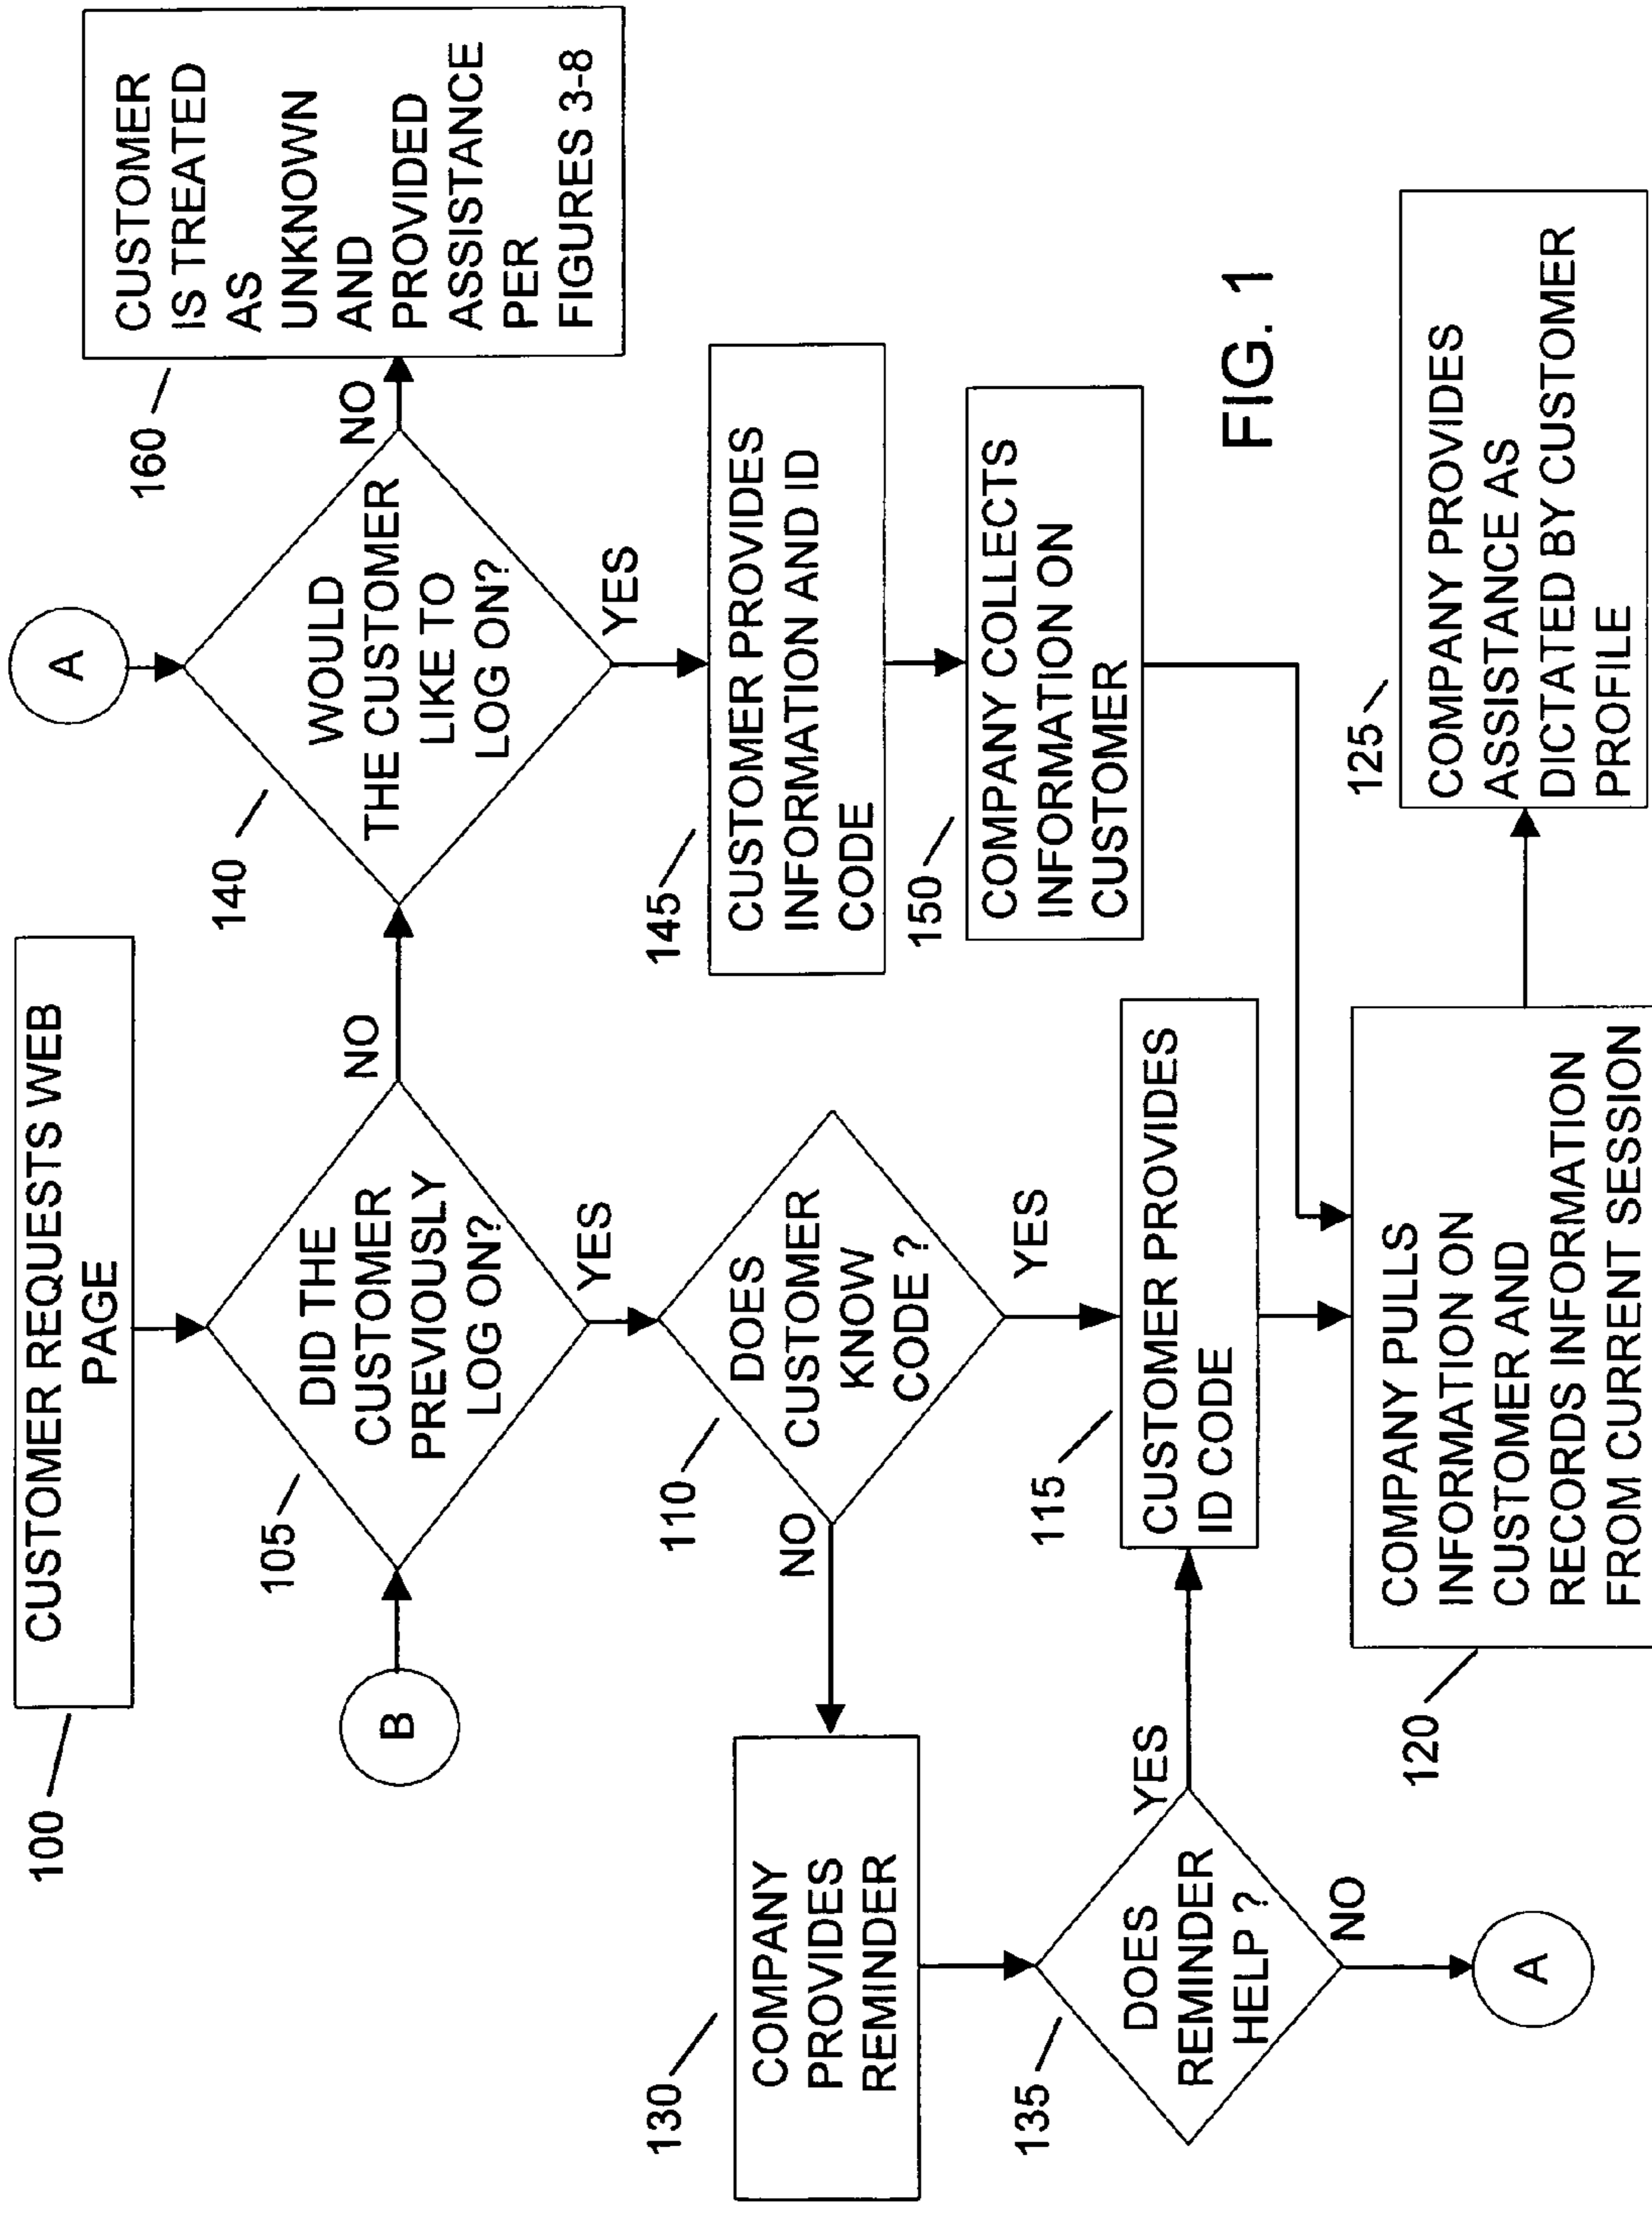 100
CUSTOMER REQUESTS WEB
PAGE
A
B
105
DID THE
CUSTOMER
PREVIOUSLY
LOG ON?
NO
YES
140
WOULD
THE CUSTOMER
LIKE TO
LOG ON?
NO
YES
160
CUSTOMER
IS TREATED
AS
UNKNOWN
AND
PROVIDED
ASSISTANCE
PER
FIGURES 3-8
110
DOES
CUSTOMER
KNOW
CODE ?
NO
YES
145
CUSTOMER PROVIDES
INFORMATION AND ID
CODE
130
COMPANY
PROVIDES
REMINDER
150
COMPANY COLLECTS
INFORMATION ON
CUSTOMER
135
DOES
REMINDER
HELP ?
YES
NO
A
115
CUSTOMER PROVIDES
ID CODE
FIG. 1
120
COMPANY PULLS
INFORMATION ON
CUSTOMER AND
RECORDS INFORMATION
FROM CURRENT SESSION
125
COMPANY PROVIDES
ASSISTANCE AS
DICTATED BY CUSTOMER
PROFILE